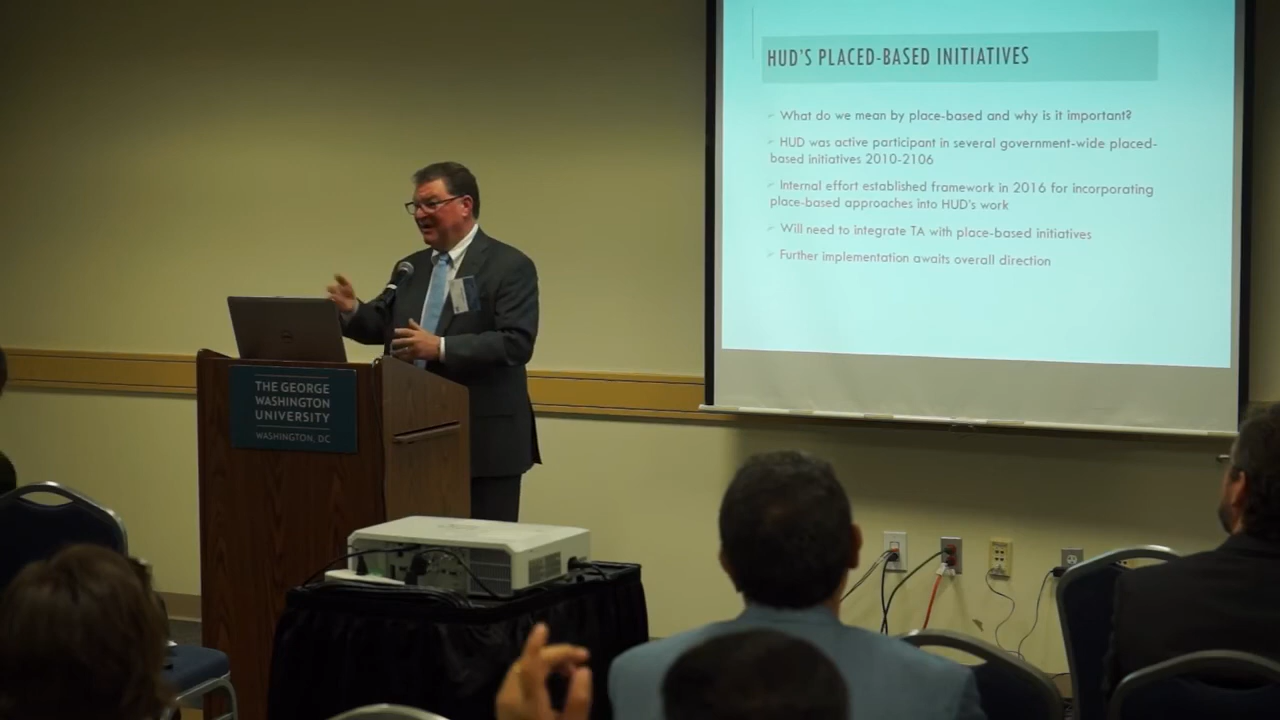 HUD'S PLACED-BASED INITIATIVES
What do we mean by place-based and why is it important?
HUD was active participant in several government-wide placed-
based initiatives 2010-2106
Internal effort established framework in 2016 for incorporating
place-based approaches into HUD's work
Will need to integrate TA with place-based initiatives
Further implementation awaits overall direction
THE GEORGE
WASHINGTON
UNIVERSITY
WASHINGTON, DC